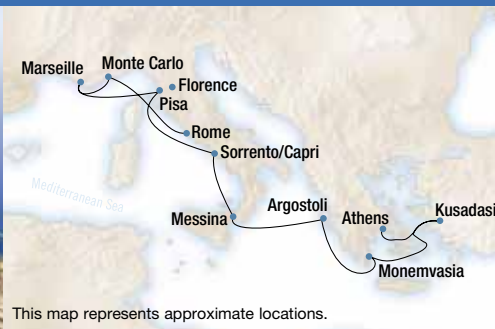 Marseille
Monte Carlo
Florence
Pisa
Rome
Sorrento/Capri
Mediterranean Sea
Messina
Argostoli
Athens
Kusadasi
Monemvasia
This map represents approximate locations.